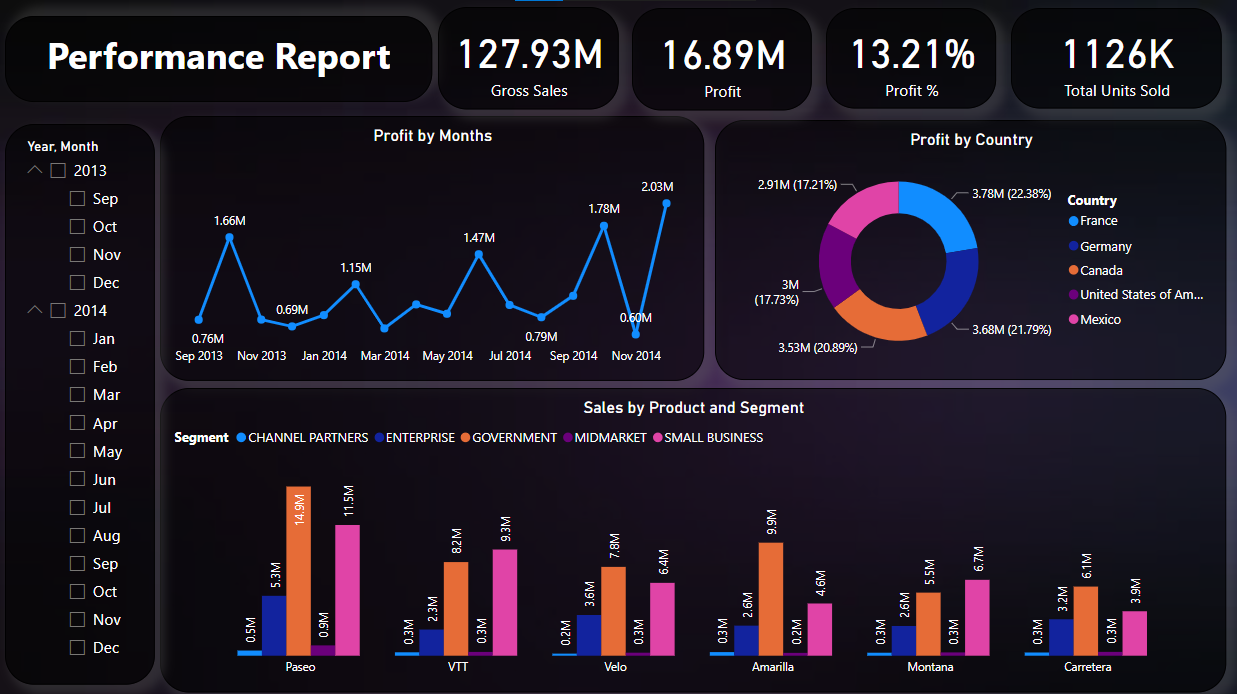 Performance Report
127.93M
Gross Sales
16.89M
Profit
13.21%
Profit %
1126K
Total Units Sold
Year, Month
2013
Sep
Oct
Nov
Dec
2014
Jan
Feb
Mar
Apr
May
Jun
Jul
Aug
Sep
Oct
Nov
Dec
Profit by Months
0.76M
1.66M
0.69M
1.15M
1.47M
0.79M
1.78M
0.60M
2.03M
Sep 2013 Nov 2013 Jan 2014 Mar 2014 May 2014 Jul 2014 Sep 2014 Nov 2014
Profit by Country
2.91M (17.21%)
3.78M (22.38%)
3M
(17.73%)
3.68M (21.79%)
3.53M (20.89%)
Country
France
Germany
Canada
United States of Am...
Mexico
Sales by Product and Segment
Segment CHANNEL PARTNERS ENTERPRISE GOVERNMENT MIDMARKET SMALL BUSINESS
0.5M 5.3M 14.9M 0.9M 11.5M
0.3M 2.3M 8.2M 0.3M 9.3M
0.2M 3.6M 7.8M 0.3M 6.4M
0.3M 2.6M 9.9M 0.2M 4.6M
0.3M 2.6M 5.5M 0.3M 6.7M
0.3M 3.2M 6.1M 0.3M 3.9M
Paseo VTT Velo Amarilla Montana Carretera